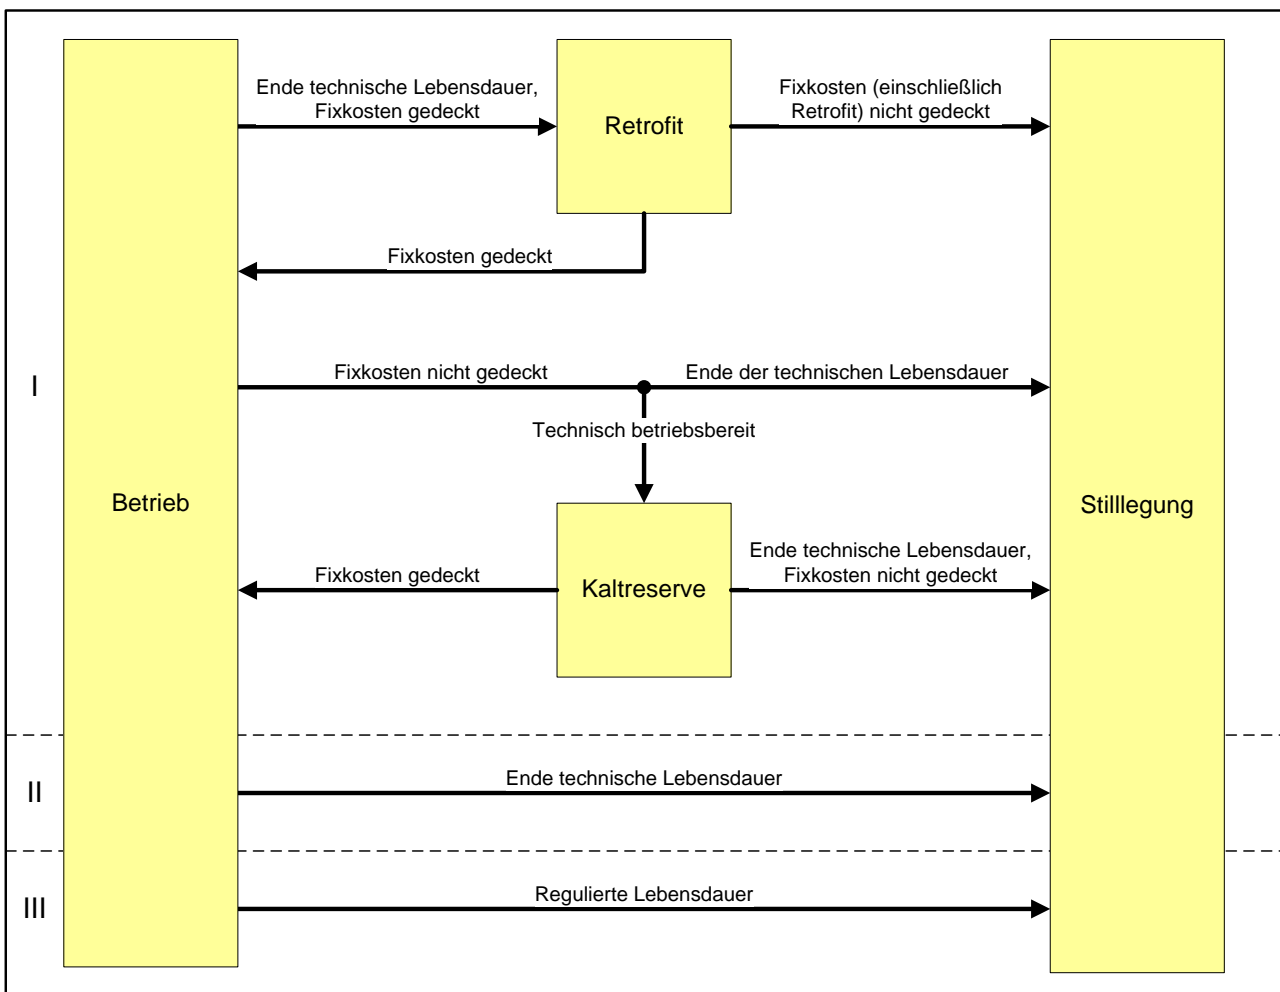 Ende technische Lebensdauer,
Fixkosten gedeckt
Fixkosten (einschließlich
Retrofit) nicht gedeckt
Retrofit
Fixkosten gedeckt
I
Fixkosten nicht gedeckt
Ende der technischen Lebensdauer
Technisch betriebsbereit
Betrieb
Stilllegung
Fixkosten gedeckt
Kaltreserve
Ende technische Lebensdauer,
Fixkosten nicht gedeckt
II
Ende technische Lebensdauer
III
Regulierte Lebensdauer